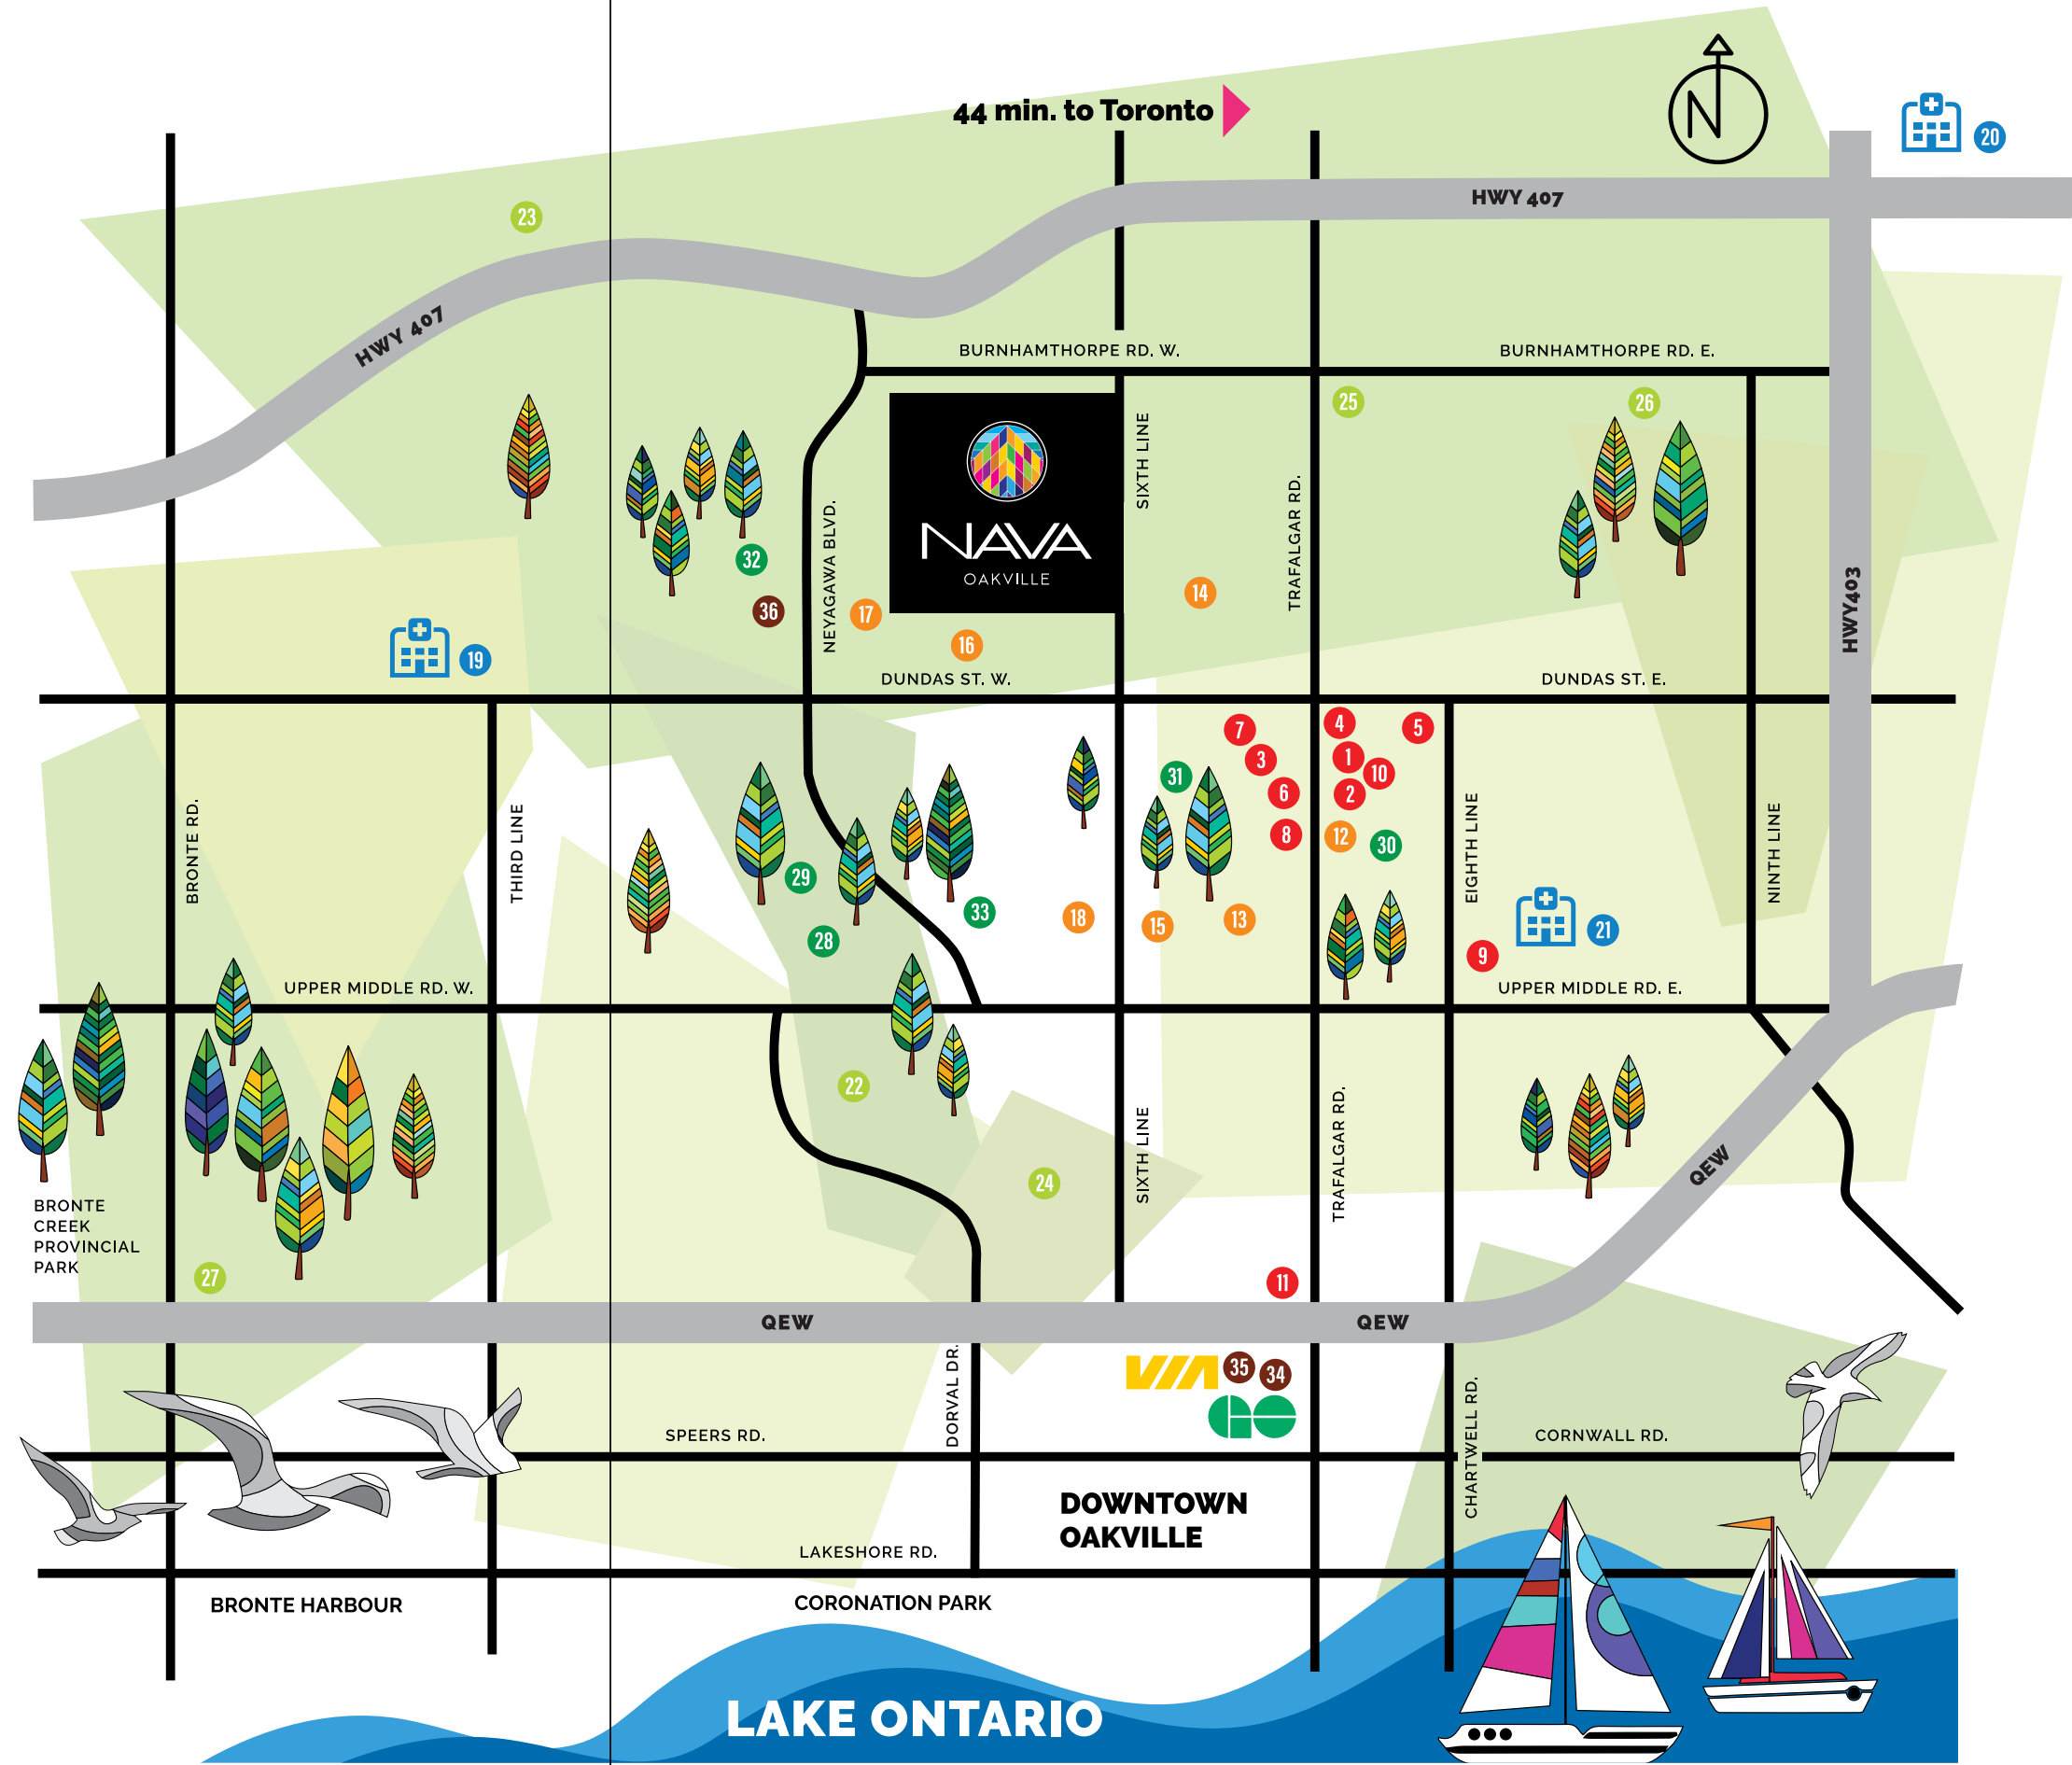 44 min. to Toronto
N
20
HWY 407
23
HWY 407
BURNHAMTHORPE RD. W.
BURNHAMTHORPE RD. E.
25
26
SIXTH LINE
NAVA
OAKVILLE
TRAFALGAR RD.
NEYAGAWA BLVD.
HWY403
32
36
17
14
16
19
DUNDAS ST. W.
DUNDAS ST. E.
7
4
5
3
1
10
31
6
2
8
12
30
BRONTE RD.
THIRD LINE
EIGHTH LINE
NINTH LINE
29
33
18
15
13
28
21
9
UPPER MIDDLE RD. W.
UPPER MIDDLE RD. E.
22
24
SIXTH LINE
TRAFALGAR RD.
QEW
BRONTE
CREEK
PROVINCIAL
PARK
27
11
QEW
QEW
DORVAL DR.
VIA
35
34
GO
CHARTWELL RD.
SPEERS RD.
CORNWALL RD.
DOWNTOWN
OAKVILLE
LAKESHORE RD.
BRONTE HARBOUR
CORONATION PARK
LAKE ONTARIO